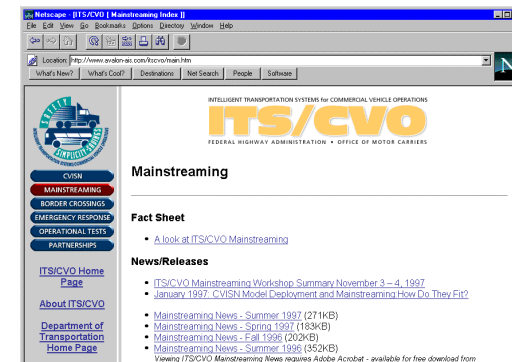 Netscape - [ITS/CVO [ Mainstreaming Index ]]
File Edit View Go Bookmarks Options Directory Window Help
Location: http://www.avalon-ais.com/itscvo/main.htm
N
What's New? What's Cool? Destinations Net Search People Software
INTELLIGENT TRANSPORTATION SYSTEMS for COMMERCIAL VEHICLE OPERATIONS
ITS/CVO
FEDERAL HIGHWAY ADMINISTRATION • OFFICE OF MOTOR CARRIERS
SAFETY
SIMPLICITY SAVINGS
CVISN
MAINSTREAMING
BORDER CROSSINGS
EMERGENCY RESPONSE
OPERATIONAL TESTS
PARTNERSHIPS
ITS/CVO Home
Page
About ITS/CVO
Department of
Transportation
Home Page
Mainstreaming
Fact Sheet
• A look at ITS/CVO Mainstreaming
News/Releases
• ITS/CVO Mainstreaming Workshop Summary November 3 – 4, 1997
• January 1997: CVISN Model Deployment and Mainstreaming How Do They Fit?
• Mainstreaming News - Summer 1997 (271KB)
• Mainstreaming News - Spring 1997 (183KB)
• Mainstreaming News - Fall 1996 (202KB)
• Mainstreaming News - Summer 1996 (352KB)
Viewing ITS/CVO Mainstreaming News requires Adobe Acrobat - available for free download from